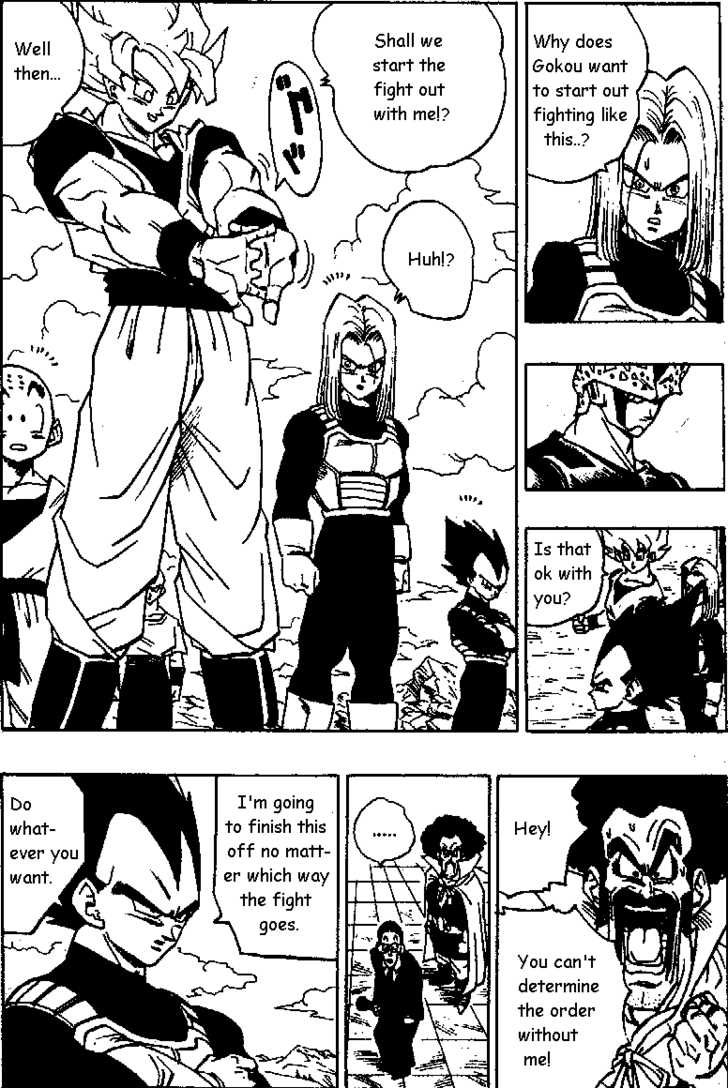 Well
then...
Shall we
start the
fight out
with me!?
Huh!?
Why does
Gokou want
to start out
fighting like
this..?
Is that
ok with
you?
Do
what-
ever you
want.
I'm going
to finish this
off no matt-
er which way
the fight
goes.
.....
Hey!
You can't
determine
the order
without
me!